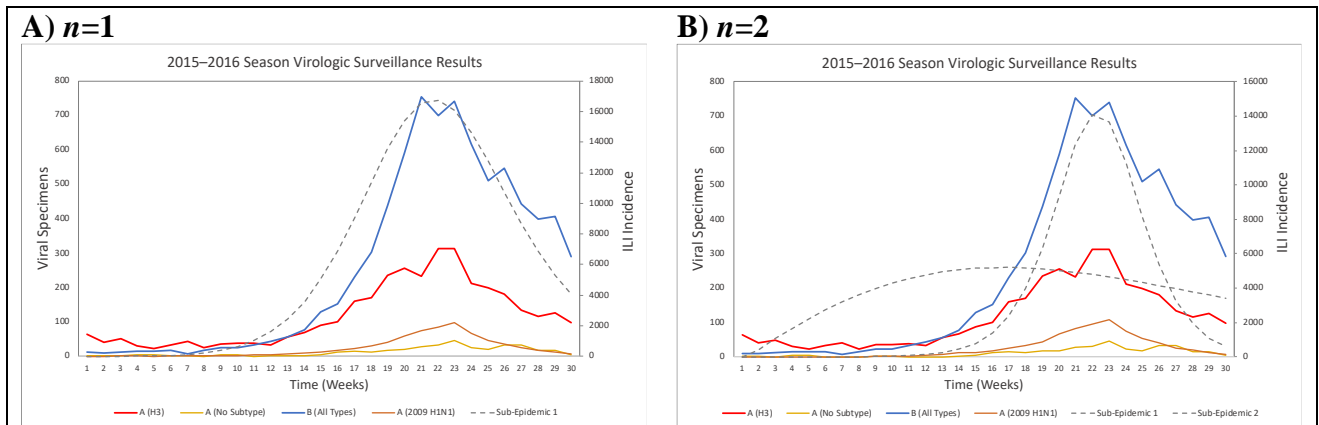 A) n=1
2015–2016 Season Virologic Surveillance Results
800
700
600
500
400
300
200
100
0
Viral Specimens
18000
16000
14000
12000
10000
8000
6000
4000
2000
0
ILI Incidence
1 2 3 4 5 6 7 8 9 10 11 12 13 14 15 16 17 18 19 20 21 22 23 24 25 26 27 28 29 30
Time (Weeks)
A (H3) A (No Subtype) B (All Types) A (2009 H1N1) Sub-Epidemic 1
B) n=2
2015–2016 Season Virologic Surveillance Results
800
700
600
500
400
300
200
100
0
Viral Specimens
16000
14000
12000
10000
8000
6000
4000
2000
0
ILI Incidence
1 2 3 4 5 6 7 8 9 10 11 12 13 14 15 16 17 18 19 20 21 22 23 24 25 26 27 28 29 30
Time (Weeks)
A (H3) A (No Subtype) B (All Types) A (2009 H1N1) Sub-Epidemic 1 Sub-Epidemic 2